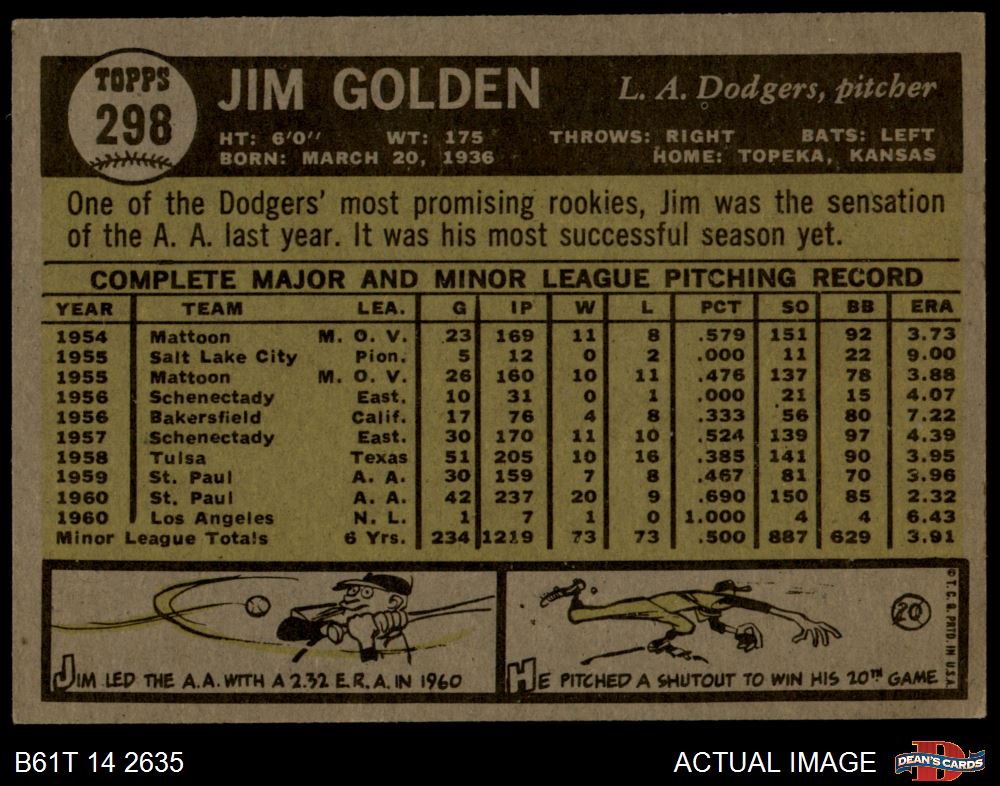 TOPPS
298
JIM GOLDEN
L. A. Dodgers, pitcher
HT: 6'0'' WT: 175 THROWS: RIGHT BATS: LEFT
BORN: MARCH 20, 1936 HOME: TOPEKA, KANSAS
One of the Dodgers' most promising rookies, Jim was the sensation
of the A. A. last year. It was his most successful season yet.
COMPLETE MAJOR AND MINOR LEAGUE PITCHING RECORD
YEAR TEAM LEA. G IP W L PCT SO BB ERA
1954 Mattoon M. O. V. 23 169 11 8 .579 151 92 3.73
1955 Salt Lake City Pion. 5 12 0 2 .000 11 22 9.00
1955 Mattoon M. O. V. 26 160 10 11 .476 137 78 3.88
1956 Schenectady East. 10 31 0 1 .000 21 15 4.07
1956 Bakersfield Calif. 17 76 4 8 .333 56 80 7.22
1957 Schenectady East. 30 170 11 10 .524 139 97 4.39
1958 Tulsa Texas 51 205 10 16 .385 141 90 3.95
1959 St. Paul A. A. 30 159 7 8 .467 81 70 3.96
1960 St. Paul A. A. 42 237 20 9 .690 150 85 2.32
1960 Los Angeles N. L. 1 7 1 0 1.000 4 4 6.43
Minor League Totals 6 Yrs. 234 1219 73 73 .500 887 629 3.91
JIM LED THE A.A. WITH A 2.32 E.R.A. IN 1960
20
HE PITCHED A SHUTOUT TO WIN HIS 20TH GAME
© T. C. G. PRTD. IN U.S.A.
B61T 14 2635
ACTUAL IMAGE
DEAN'S CARDS